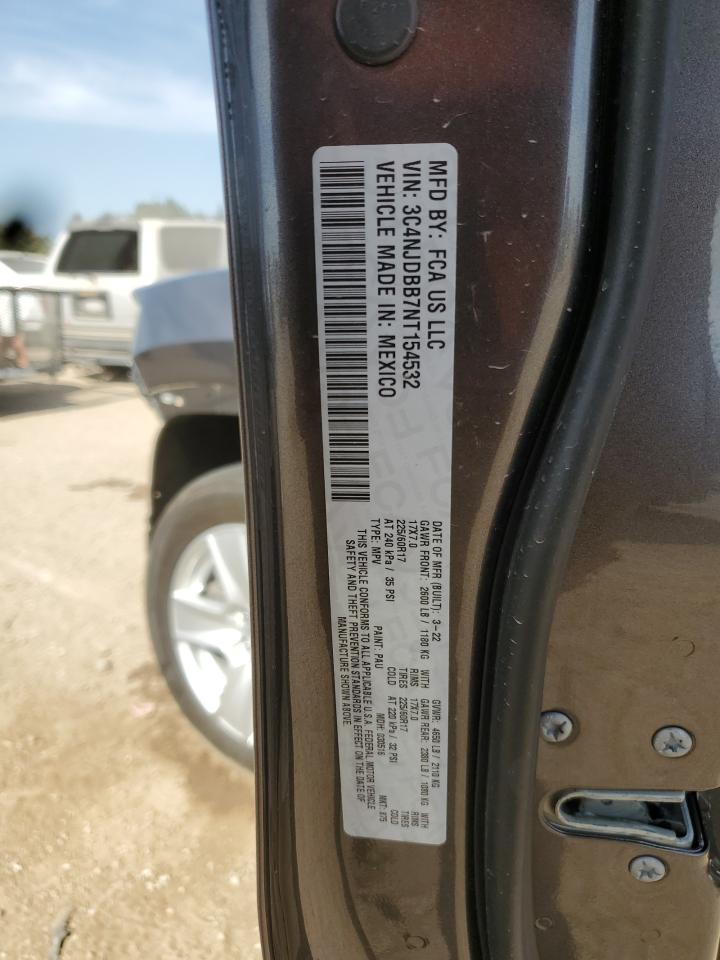 MFD BY: FCA US LLC
VIN: 3C4NJDBB7NT154532
VEHICLE MADE IN: MEXICO
DATE OF MFR (BUILT): 3-22 GVWR: 4650 LB / 2110 KG
GAWR FRONT: 2600 LB / 1180 KG WITH GAWR REAR: 2380 LB / 1080 KG WITH
17X7.0 RIMS 17X7.0 RIMS
225/60R17 TIRES 225/60R17 TIRES
AT 240 kPa / 35 PSI COLD AT 220 kPa / 32 PSI COLD
TYPE: MPV PAINT: PAU MDH: 030516 MKT: 875
THIS VEHICLE CONFORMS TO ALL APPLICABLE U.S.A. FEDERAL MOTOR VEHICLE
SAFETY AND THEFT PREVENTION STANDARDS IN EFFECT ON THE DATE OF
MANUFACTURE SHOWN ABOVE.